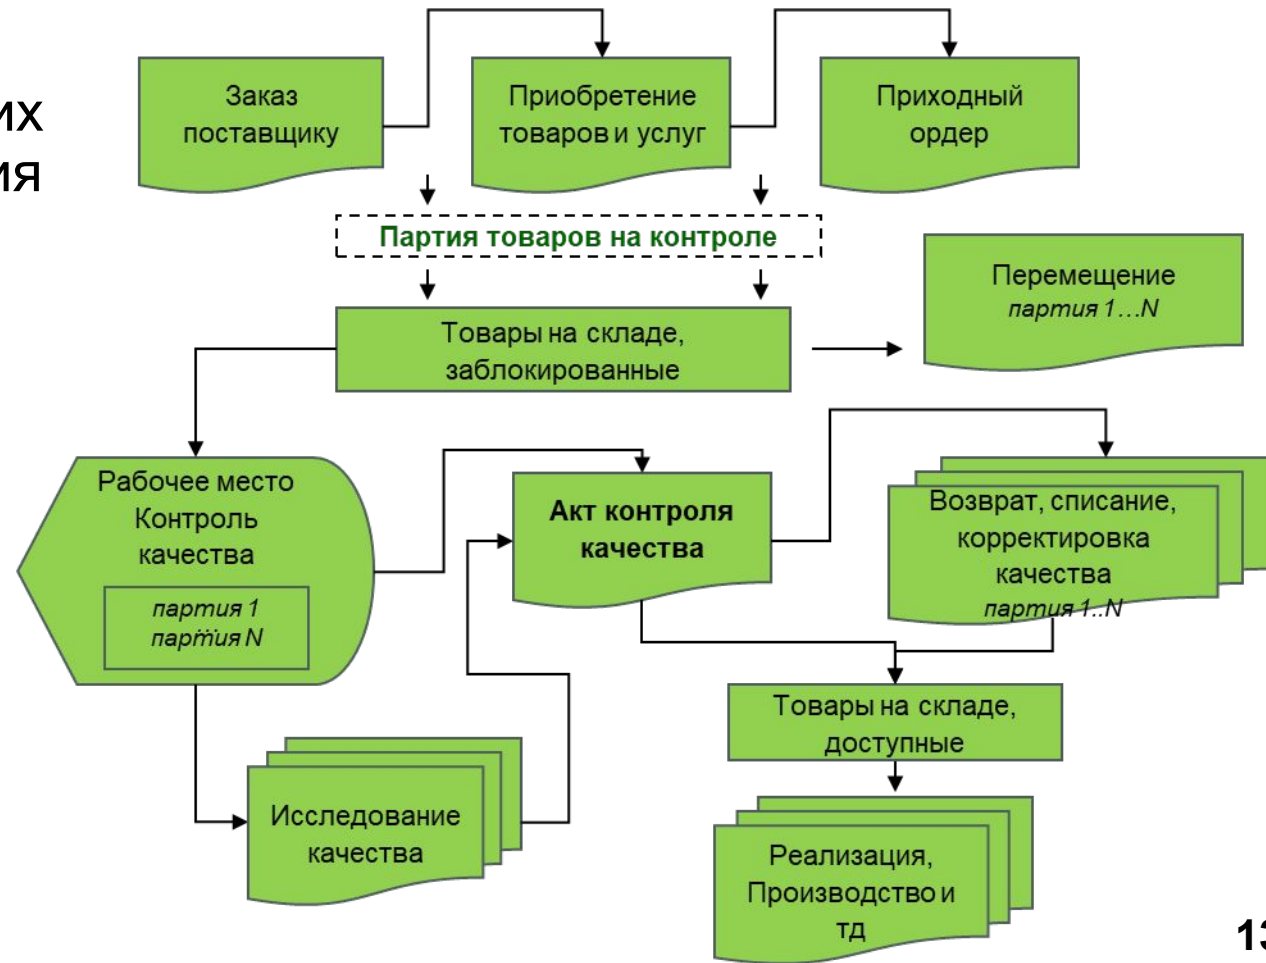 Заказ
поставщику
Приобретение
товаров и услуг
Приходный
ордер
их
ия
Партия товаров на контроле
Перемещение
партия 1...N
Товары на складе,
заблокированные
Рабочее место
Контроль
качества
партия 1
...
партия N
Акт контроля
качества
Возврат, списание,
корректировка
качества
партия 1..N
Товары на складе,
доступные
Исследование
качества
Реализация,
Производство и
тд
13